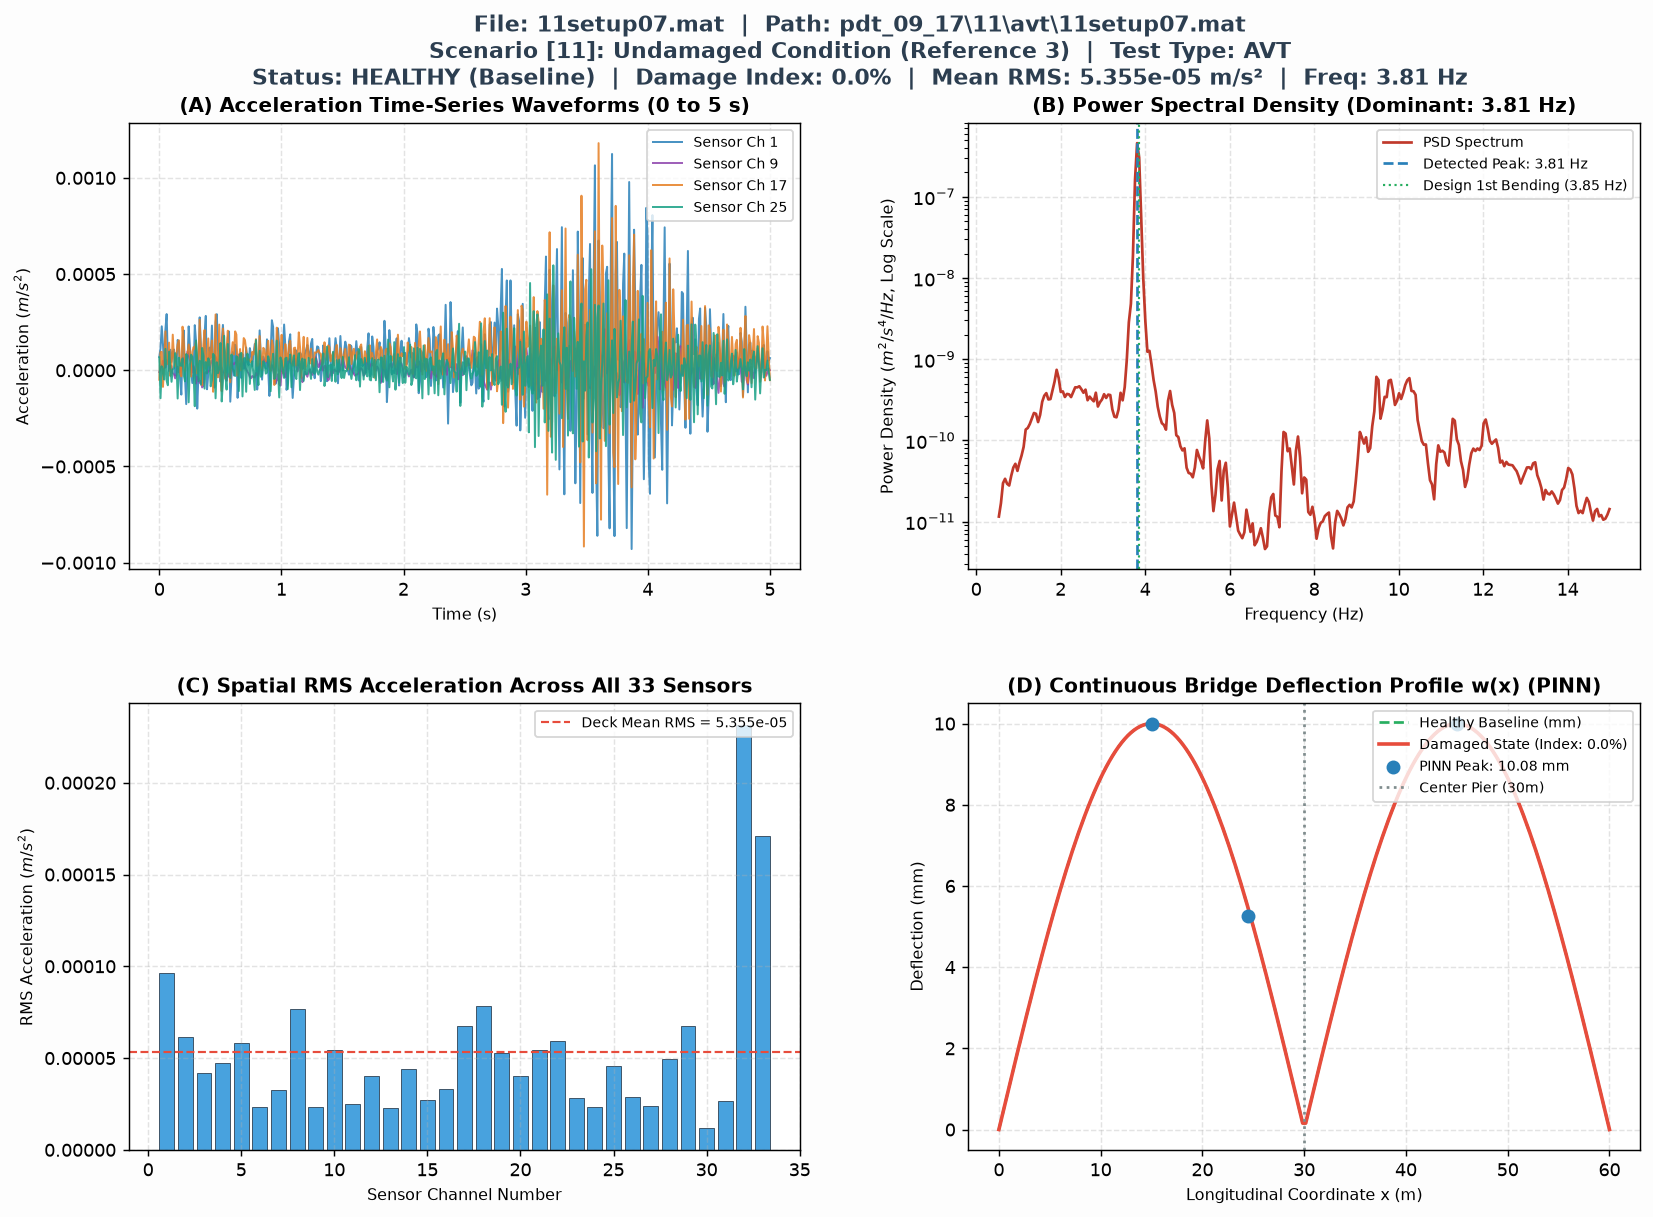 File: 11setup07.mat | Path: pdt_09_17\11\avt\11setup07.mat
Scenario [11]: Undamaged Condition (Reference 3) | Test Type: AVT
Status: HEALTHY (Baseline) | Damage Index: 0.0% | Mean RMS: 5.355e-05 m/s² | Freq: 3.81 Hz
(A) Acceleration Time-Series Waveforms (0 to 5 s)
Sensor Ch 1
Sensor Ch 9
Sensor Ch 17
Sensor Ch 25
Acceleration (m/s²)
0.0010
0.0005
0.0000
−0.0005
−0.0010
0 1 2 3 4 5
Time (s)
(B) Power Spectral Density (Dominant: 3.81 Hz)
PSD Spectrum
Detected Peak: 3.81 Hz
Design 1st Bending (3.85 Hz)
Power Density (m²/s⁴/Hz, Log Scale)
10⁻⁷
10⁻⁸
10⁻⁹
10⁻¹⁰
10⁻¹¹
0 2 4 6 8 10 12 14
Frequency (Hz)
(C) Spatial RMS Acceleration Across All 33 Sensors
Deck Mean RMS = 5.355e-05
RMS Acceleration (m/s²)
0.00020
0.00015
0.00010
0.00005
0.00000
0 5 10 15 20 25 30 35
Sensor Channel Number
(D) Continuous Bridge Deflection Profile w(x) (PINN)
Healthy Baseline (mm)
Damaged State (Index: 0.0%)
PINN Peak: 10.08 mm
Center Pier (30m)
Deflection (mm)
10
8
6
4
2
0
0 10 20 30 40 50 60
Longitudinal Coordinate x (m)